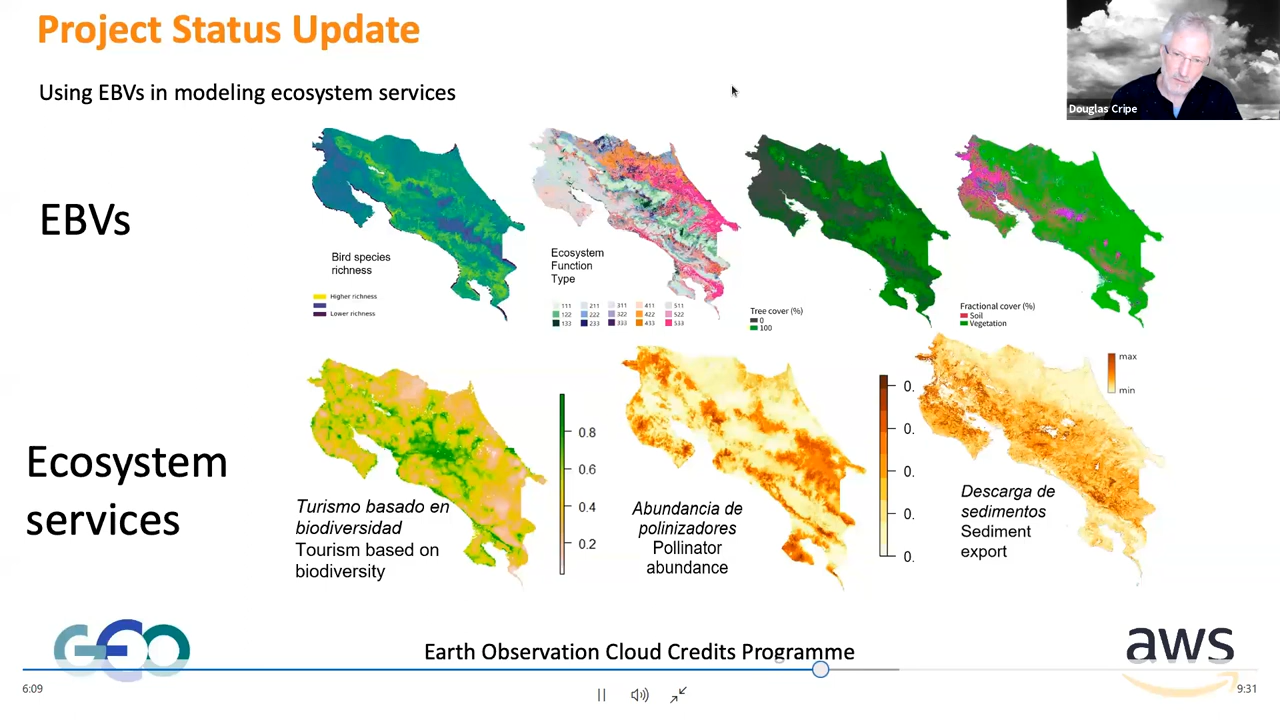 Project Status Update
Using EBVs in modeling ecosystem services
Douglas Cripe
EBVs
Bird species
richness
Higher richness
Lower richness
Ecosystem
Function
Type
111 211 311 411 511
122 222 322 422 522
133 233 333 433 533
Tree cover (%)
0
100
Fractional cover (%)
Soil
Vegetation
Ecosystem
services
Turismo basado en
biodiversidad
Tourism based on
biodiversity
0.8
0.6
0.4
0.2
Abundancia de
polinizadores
Pollinator
abundance
0.
0.
0.
0.
0.
max
min
Descarga de
sedimentos
Sediment
export
GEO
Earth Observation Cloud Credits Programme
aws
6:09
9:31